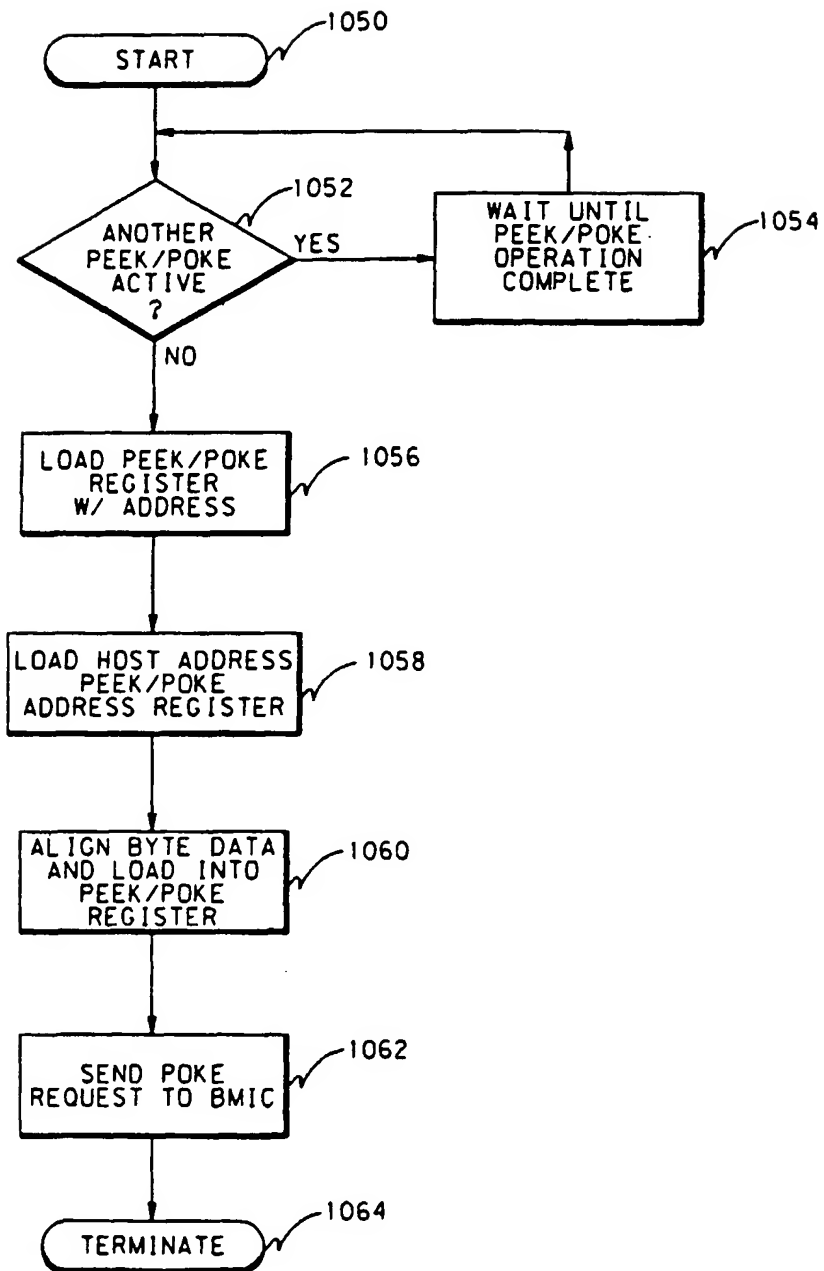 1050
START
1052
ANOTHER
PEEK/POKE
ACTIVE
?
YES
NO
WAIT UNTIL
PEEK/POKE
OPERATION
COMPLETE
1054
LOAD PEEK/POKE
REGISTER
W/ ADDRESS
1056
LOAD HOST ADDRESS
PEEK/POKE
ADDRESS REGISTER
1058
ALIGN BYTE DATA
AND LOAD INTO
PEEK/POKE
REGISTER
1060
SEND POKE
REQUEST TO BMIC
1062
TERMINATE
1064